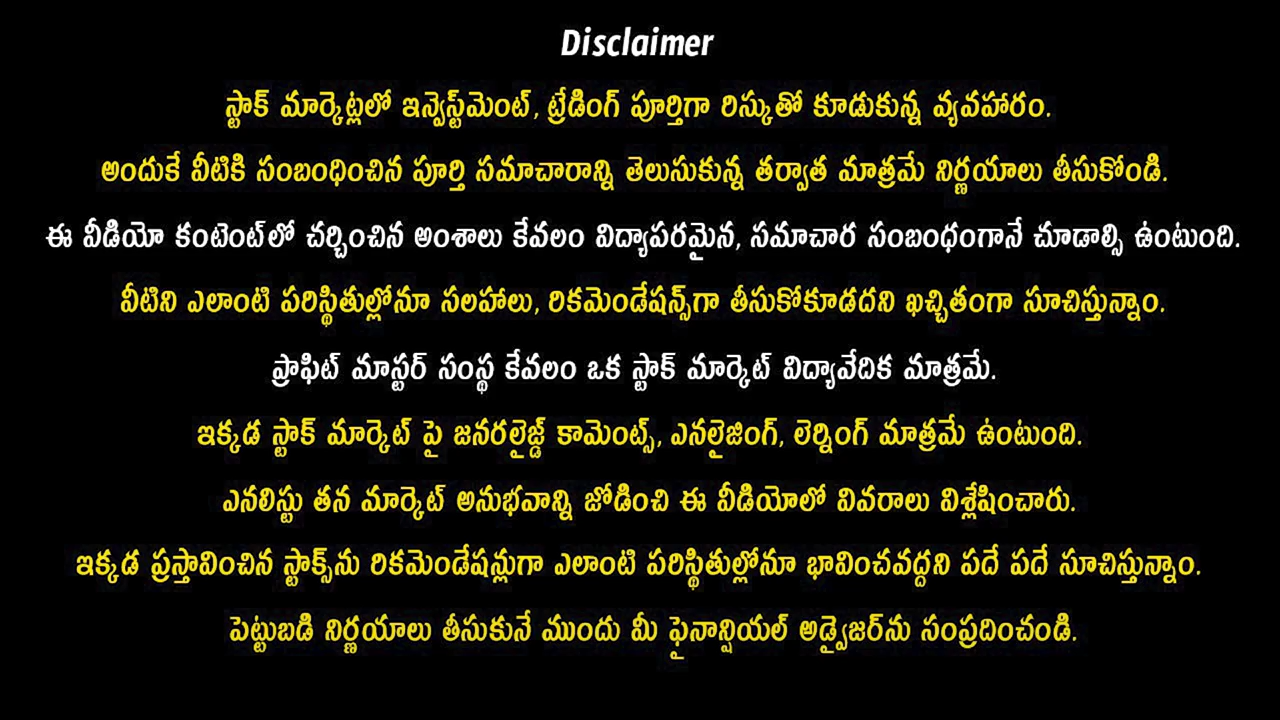 Disclaimer
స్టాక్ మార్కెట్లలో ఇన్వెస్ట్‌మెంట్, ట్రేడింగ్ పూర్తిగా రిస్కుతో కూడుకున్న వ్యవహారం.
అందుకే వీటికి సంబంధించిన పూర్తి సమాచారాన్ని తెలుసుకున్న తర్వాత మాత్రమే నిర్ణయాలు తీసుకోండి.
ఈ వీడియో కంటెంట్‌లో చర్చించిన అంశాలు కేవలం విద్యాపరమైన, సమాచార సంబంధంగానే చూడాల్సి ఉంటుంది.
వీటిని ఎలాంటి పరిస్థితుల్లోనూ సలహాలు, రికమెండేషన్స్‌గా తీసుకోకూడదని ఖచ్చితంగా సూచిస్తున్నాం.
ప్రాఫిట్ మాస్టర్ సంస్థ కేవలం ఒక స్టాక్ మార్కెట్ విద్యావేదిక మాత్రమే.
ఇక్కడ స్టాక్ మార్కెట్ పై జనరలైజ్డ్ కామెంట్స్, ఎనలైజింగ్, లెర్నింగ్ మాత్రమే ఉంటుంది.
ఎనలిస్టు తన మార్కెట్ అనుభవాన్ని జోడించి ఈ వీడియోలో వివరాలు విశ్లేషించారు.
ఇక్కడ ప్రస్తావించిన స్టాక్స్‌ను రికమెండేషన్లుగా ఎలాంటి పరిస్థితుల్లోనూ భావించవద్దని పదే పదే సూచిస్తున్నాం.
పెట్టుబడి నిర్ణయాలు తీసుకునే ముందు మీ ఫైనాన్షియల్ అడ్వైజర్‌ను సంప్రదించండి.